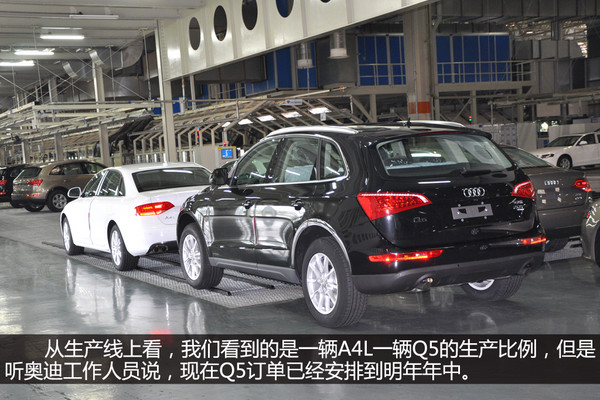 从生产线上看，我们看到的是一辆A4L一辆Q5的生产比例，但是
听奥迪工作人员说，现在Q5订单已经安排到明年年中。